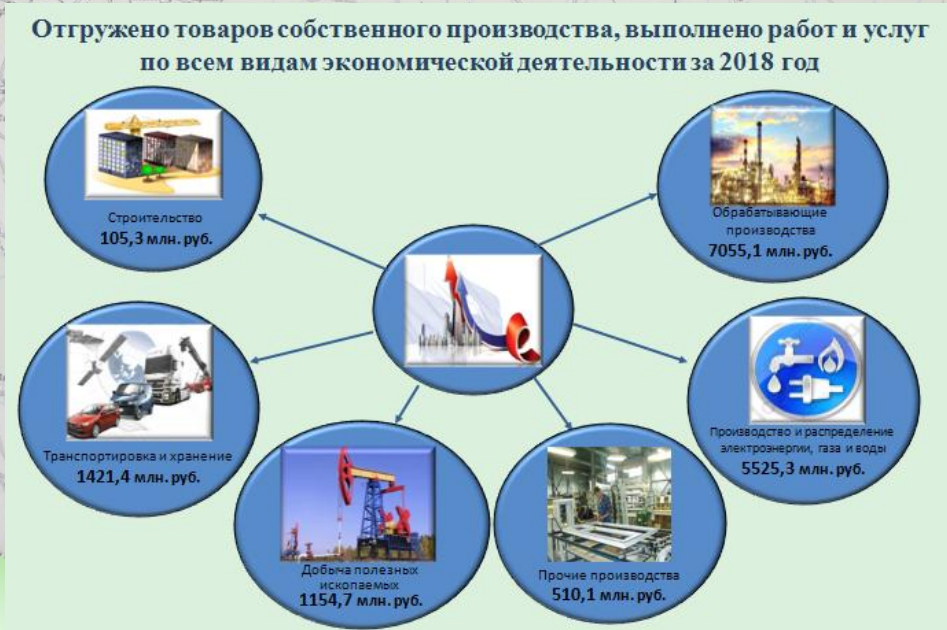 Отгружено товаров собственного производства, выполнено работ и услуг
по всем видам экономической деятельности за 2018 год
Строительство
105,3 млн. руб.
Обрабатывающие
производства
7055,1 млн. руб.
Транспортировка и хранение
1421,4 млн. руб.
Производство и распределение
электроэнергии, газа и воды
5525,3 млн. руб.
Добыча полезных
ископаемых
1154,7 млн. руб.
Прочие производства
510,1 млн. руб.